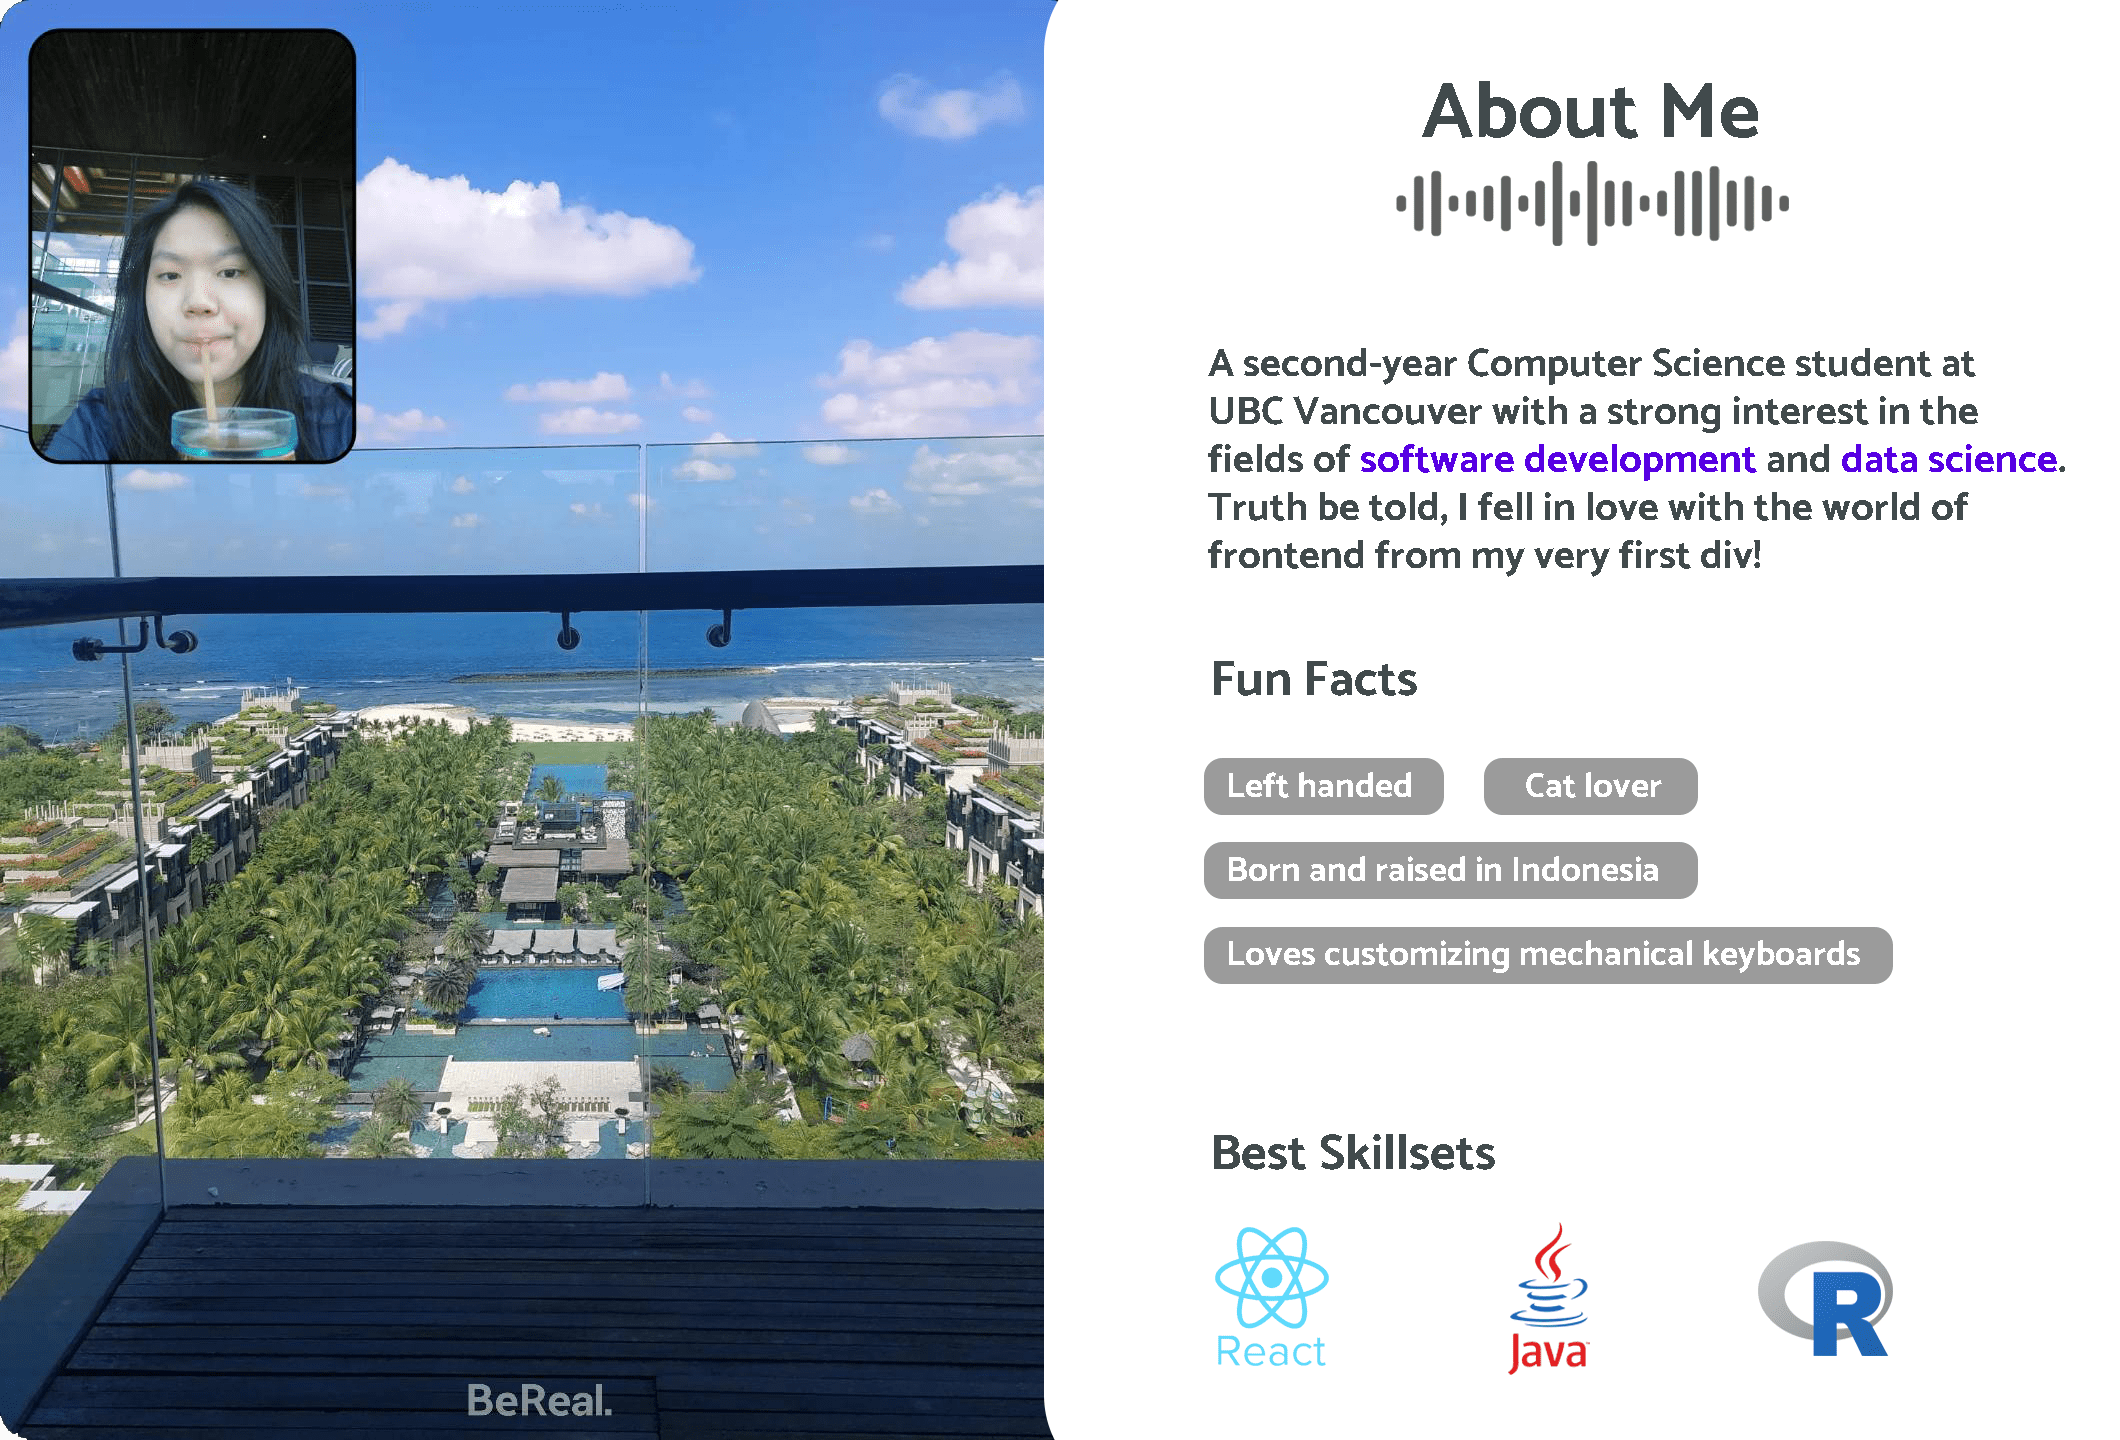 BeReal.
About Me
A second-year Computer Science student at
UBC Vancouver with a strong interest in the
fields of software development and data science.
Truth be told, I fell in love with the world of
frontend from my very first div!
Fun Facts
Left handed
Cat lover
Born and raised in Indonesia
Loves customizing mechanical keyboards
Best Skillsets
React
Java
R